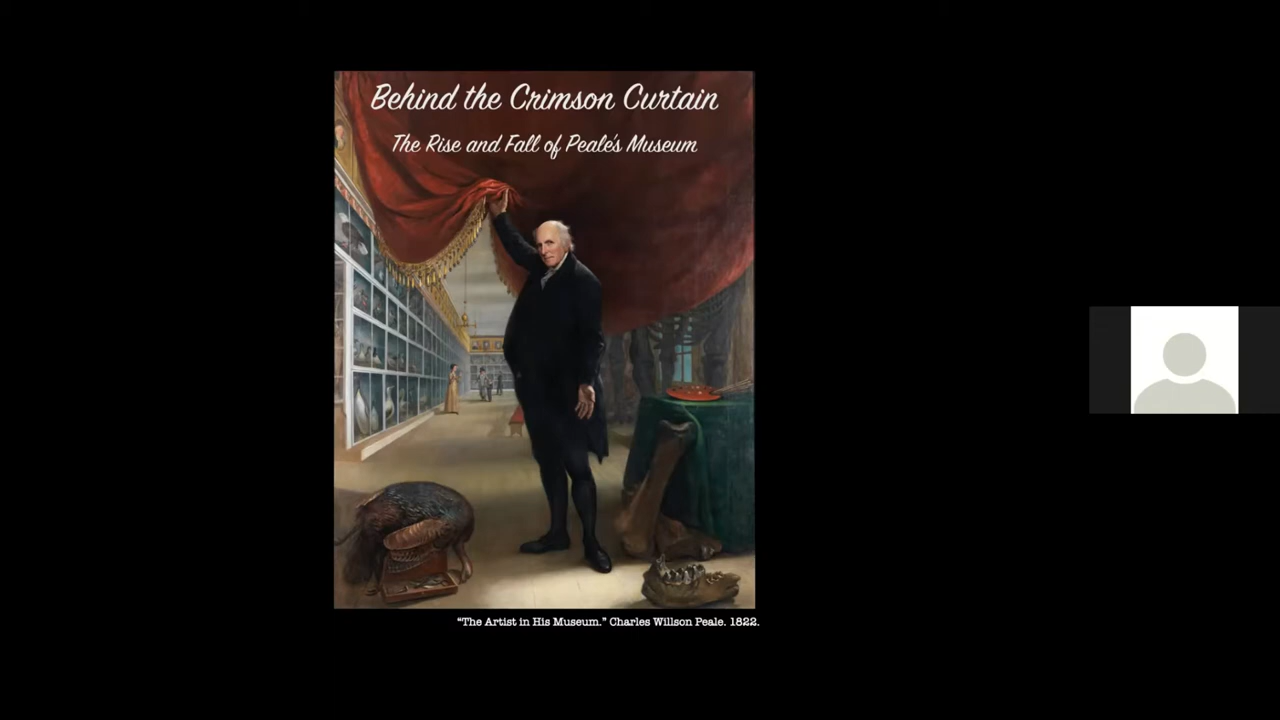 Behind the Crimson Curtain
The Rise and Fall of Peale's Museum
“The Artist in His Museum.” Charles Willson Peale. 1822.